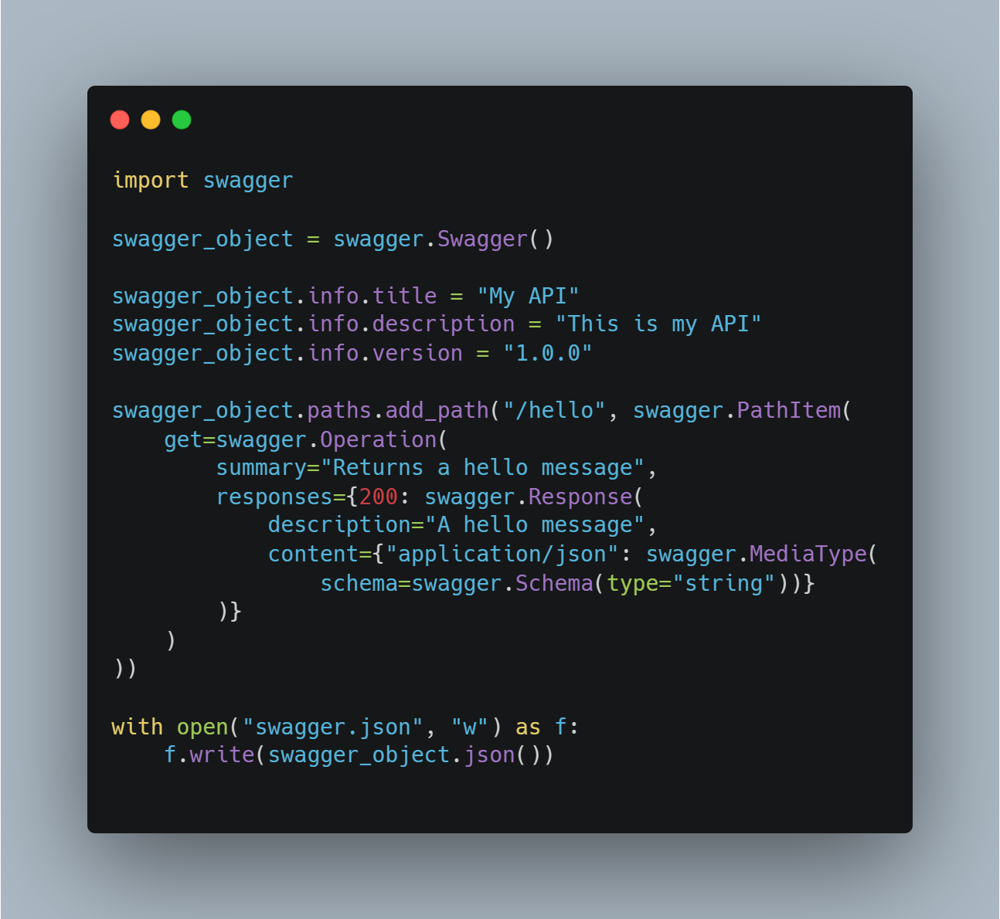 import swagger

swagger_object = swagger.Swagger()

swagger_object.info.title = "My API"
swagger_object.info.description = "This is my API"
swagger_object.info.version = "1.0.0"

swagger_object.paths.add_path("/hello", swagger.PathItem(
    get=swagger.Operation(
        summary="Returns a hello message",
        responses={200: swagger.Response(
            description="A hello message",
            content={"application/json": swagger.MediaType(
                schema=swagger.Schema(type="string"))}
        )}
    )
))

with open("swagger.json", "w") as f:
    f.write(swagger_object.json())